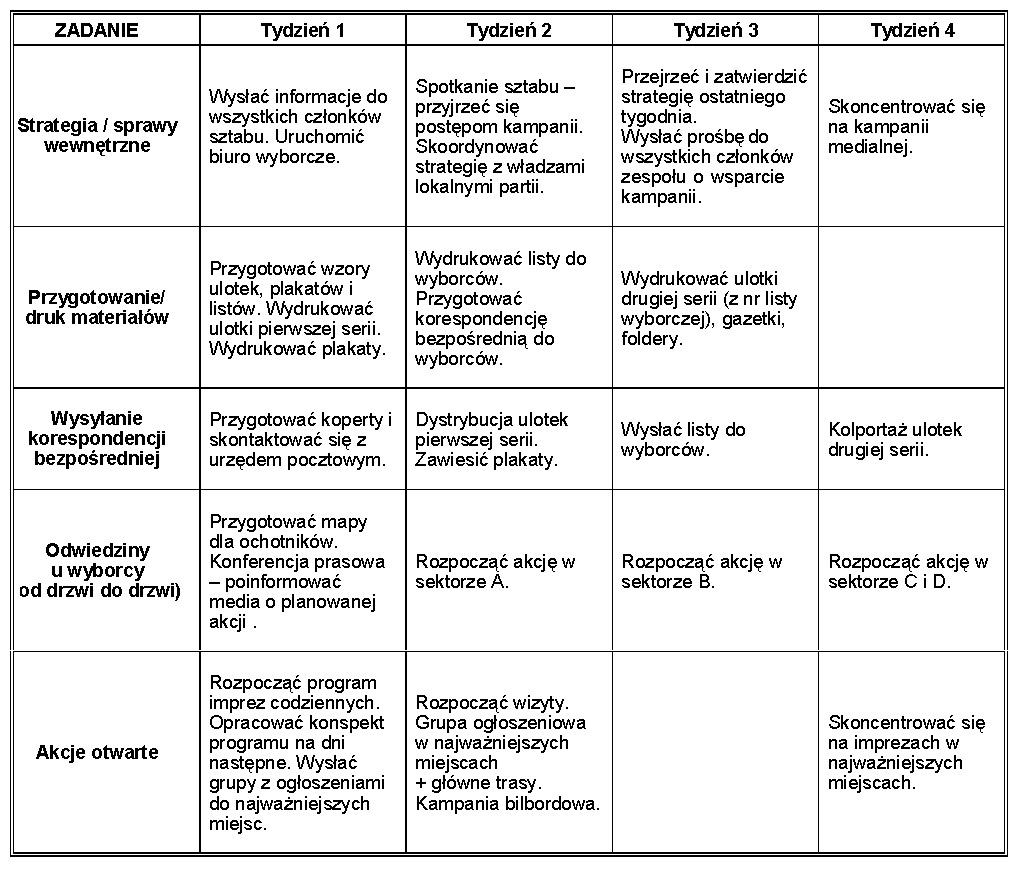 ZADANIE
Tydzień 1
Tydzień 2
Tydzień 3
Tydzień 4
Strategia / sprawy
wewnętrzne
Wysłać informacje do
wszystkich członków
sztabu. Uruchomić
biuro wyborcze.
Spotkanie sztabu –
przyjrzeć się
postępom kampanii.
Skoordynować
strategię z władzami
lokalnymi partii.
Przejrzeć i zatwierdzić
strategię ostatniego
tygodnia.
Wysłać prośbę do
wszystkich członków
zespołu o wsparcie
kampanii.
Skoncentrować się
na kampanii
medialnej.
Przygotowanie/
druk materiałów
Przygotować wzory
ulotek, plakatów i
listów. Wydrukować
ulotki pierwszej serii.
Wydrukować plakaty.
Wydrukować listy do
wyborców.
Przygotować
korespondencję
bezpośrednią do
wyborców.
Wydrukować ulotki
drugiej serii (z nr listy
wyborczej), gazetki,
foldery.
Wysyłanie
korespondencji
bezpośredniej
Przygotować koperty i
skontaktować się z
urzędem pocztowym.
Dystrybucja ulotek
pierwszej serii.
Zawiesić plakaty.
Wysłać listy do
wyborców.
Kolportaż ulotek
drugiej serii.
Odwiedziny
u wyborcy
od drzwi do drzwi)
Przygotować mapy
dla ochotników.
Konferencja prasowa
– poinformować
media o planowanej
akcji .
Rozpocząć akcję w
sektorze A.
Rozpocząć akcję w
sektorze B.
Rozpocząć akcję w
sektorze C i D.
Akcje otwarte
Rozpocząć program
imprez codziennych.
Opracować konspekt
programu na dni
następne. Wysłać
grupy z ogłoszeniami
do najważniejszych
miejsc.
Rozpocząć wizyty.
Grupa ogłoszeniowa
w najważniejszych
miejscach
+ główne trasy.
Kampania bilbordowa.
Skoncentrować się
na imprezach w
najważniejszych
miejscach.